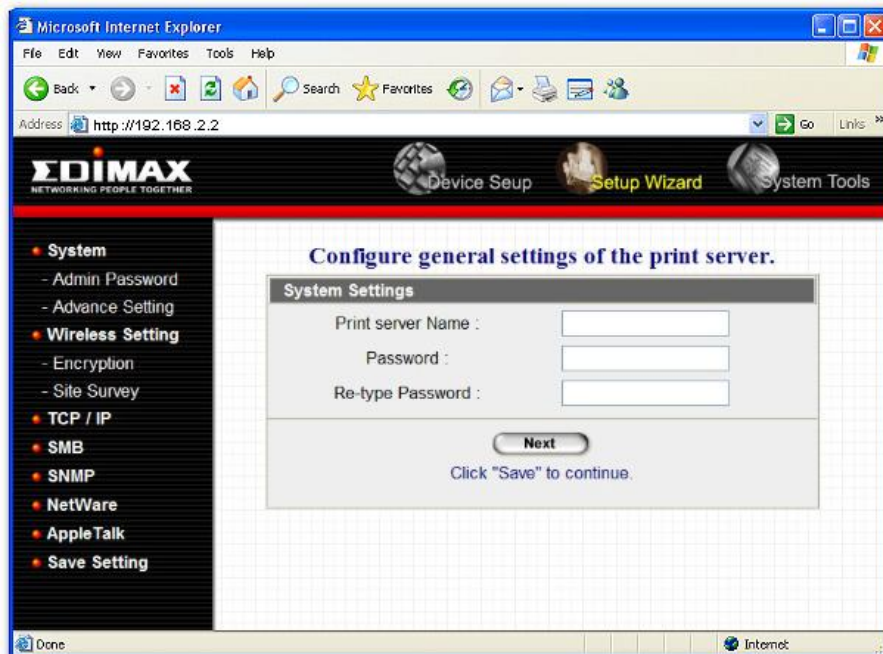 Microsoft Internet Explorer
File Edit View Favorites Tools Help
Back Search Favorites
Address http://192.168.2.2 Go Links »
EDIMAX
NETWORKING PEOPLE TOGETHER
Device Seup Setup Wizard System Tools
System
- Admin Password
- Advance Setting
Wireless Setting
- Encryption
- Site Survey
TCP / IP
SMB
SNMP
NetWare
AppleTalk
Save Setting
Configure general settings of the print server.
System Settings
Print server Name :
Password :
Re-type Password :
Next
Click "Save" to continue.
Done Internet